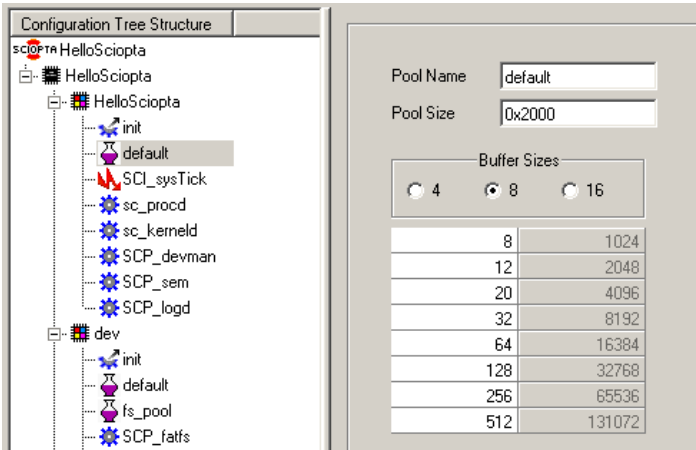 Configuration Tree Structure
SCIOPTA HelloSciopta
HelloSciopta
HelloSciopta
init
default
SCI_sysTick
sc_procd
sc_kerneld
SCP_devman
SCP_sem
SCP_logd
dev
init
default
fs_pool
SCP_fatfs
Pool Name default
Pool Size 0x2000
Buffer Sizes
4 8 16
8 1024
12 2048
20 4096
32 8192
64 16384
128 32768
256 65536
512 131072